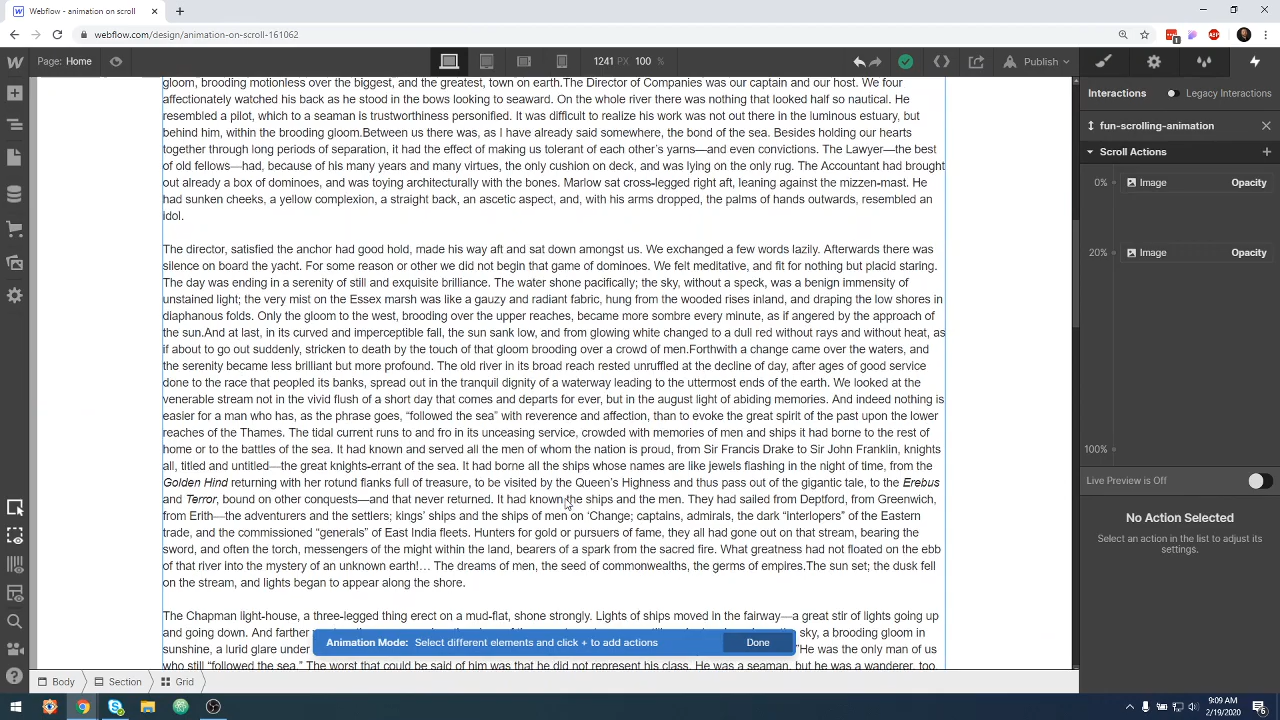 Webflow - animation on scroll
webflow.com/design/animation-on-scroll-161062
Page: Home
1241 PX 100 %
Publish
gloom, brooding motionless over the biggest, and the greatest, town on earth.The Director of Companies was our captain and our host. We four
affectionately watched his back as he stood in the bows looking to seaward. On the whole river there was nothing that looked half so nautical. He
resembled a pilot, which to a seaman is trustworthiness personified. It was difficult to realize his work was not out there in the luminous estuary, but
behind him, within the brooding gloom.Between us there was, as I have already said somewhere, the bond of the sea. Besides holding our hearts
together through long periods of separation, it had the effect of making us tolerant of each other's yarns—and even convictions. The Lawyer—the best
of old fellows—had, because of his many years and many virtues, the only cushion on deck, and was lying on the only rug. The Accountant had brought
out already a box of dominoes, and was toying architecturally with the bones. Marlow sat cross-legged right aft, leaning against the mizzen-mast. He
had sunken cheeks, a yellow complexion, a straight back, an ascetic aspect, and, with his arms dropped, the palms of hands outwards, resembled an
idol.
The director, satisfied the anchor had good hold, made his way aft and sat down amongst us. We exchanged a few words lazily. Afterwards there was
silence on board the yacht. For some reason or other we did not begin that game of dominoes. We felt meditative, and fit for nothing but placid staring.
The day was ending in a serenity of still and exquisite brilliance. The water shone pacifically; the sky, without a speck, was a benign immensity of
unstained light; the very mist on the Essex marsh was like a gauzy and radiant fabric, hung from the wooded rises inland, and draping the low shores in
diaphanous folds. Only the gloom to the west, brooding over the upper reaches, became more sombre every minute, as if angered by the approach of
the sun.And at last, in its curved and imperceptible fall, the sun sank low, and from glowing white changed to a dull red without rays and without heat, as
if about to go out suddenly, stricken to death by the touch of that gloom brooding over a crowd of men.Forthwith a change came over the waters, and
the serenity became less brilliant but more profound. The old river in its broad reach rested unruffled at the decline of day, after ages of good service
done to the race that peopled its banks, spread out in the tranquil dignity of a waterway leading to the uttermost ends of the earth. We looked at the
venerable stream not in the vivid flush of a short day that comes and departs for ever, but in the august light of abiding memories. And indeed nothing is
easier for a man who has, as the phrase goes, “followed the sea” with reverence and affection, than to evoke the great spirit of the past upon the lower
reaches of the Thames. The tidal current runs to and fro in its unceasing service, crowded with memories of men and ships it had borne to the rest of
home or to the battles of the sea. It had known and served all the men of whom the nation is proud, from Sir Francis Drake to Sir John Franklin, knights
all, titled and untitled—the great knights-errant of the sea. It had borne all the ships whose names are like jewels flashing in the night of time, from the
Golden Hind returning with her rotund flanks full of treasure, to be visited by the Queen's Highness and thus pass out of the gigantic tale, to the Erebus
and Terror, bound on other conquests—and that never returned. It had known the ships and the men. They had sailed from Deptford, from Greenwich,
from Erith—the adventurers and the settlers; kings' ships and the ships of men on 'Change; captains, admirals, the dark “interlopers” of the Eastern
trade, and the commissioned “generals” of East India fleets. Hunters for gold or pursuers of fame, they all had gone out on that stream, bearing the
sword, and often the torch, messengers of the might within the land, bearers of a spark from the sacred fire. What greatness had not floated on the ebb
of that river into the mystery of an unknown earth!… The dreams of men, the seed of commonwealths, the germs of empires.The sun set; the dusk fell
on the stream, and lights began to appear along the shore.
The Chapman light-house, a three-legged thing erect on a mud-flat, shone strongly. Lights of ships moved in the fairway—a great stir of lights going up
and going down. And farther sky, a brooding gloom in
sunshine, a lurid glare under "He was the only man of us
who still “followed the sea.” The worst that could be said of him was that he did not represent his class. He was a seaman, but he was a wanderer, too
Animation Mode: Select different elements and click + to add actions Done
Body Section Grid
Interactions Legacy Interactions
fun-scrolling-animation
Scroll Actions
0% Image Opacity
20% Image Opacity
100%
Live Preview is Off
No Action Selected
Select an action in the list to adjust its
settings.
9:09 AM
2/19/2020